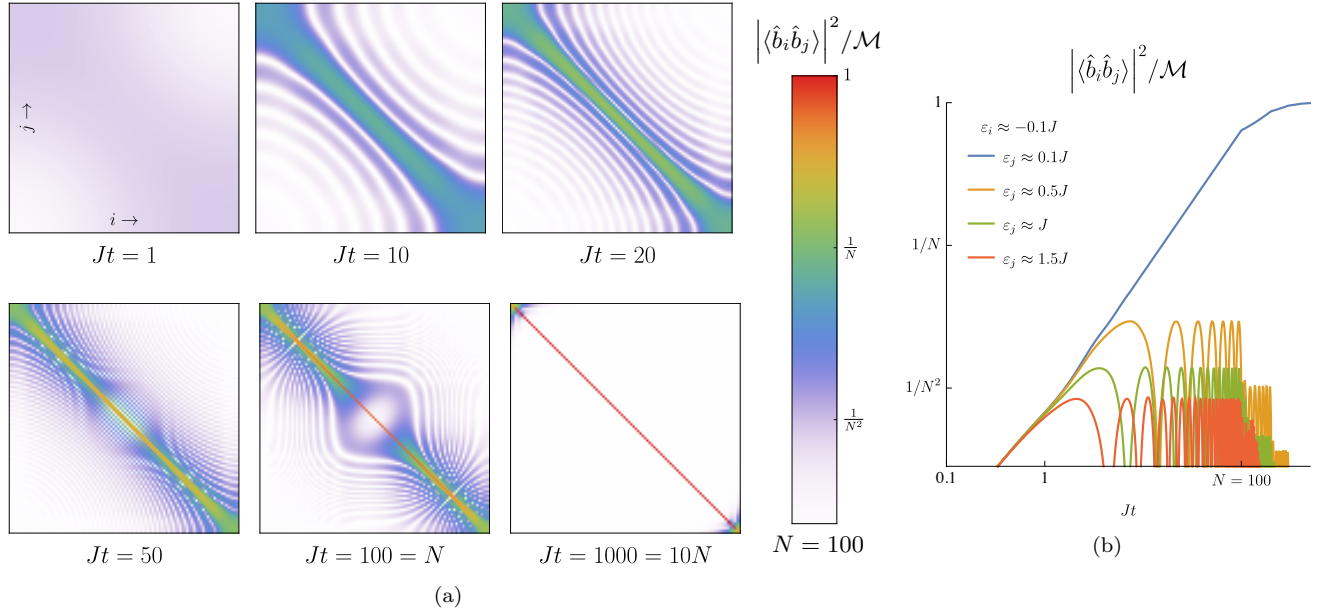 j →
i →
Jt = 1
Jt = 10
Jt = 20
Jt = 50
Jt = 100 = N
Jt = 1000 = 10N
(a)
|⟨b̂ᵢb̂ⱼ⟩|²/ℳ
1
1/N
1/N²
N = 100
|⟨b̂ᵢb̂ⱼ⟩|²/ℳ
1
1/N
1/N²
εᵢ ≈ −0.1J
εⱼ ≈ 0.1J
εⱼ ≈ 0.5J
εⱼ ≈ J
εⱼ ≈ 1.5J
0.1
1
N = 100
Jt
(b)